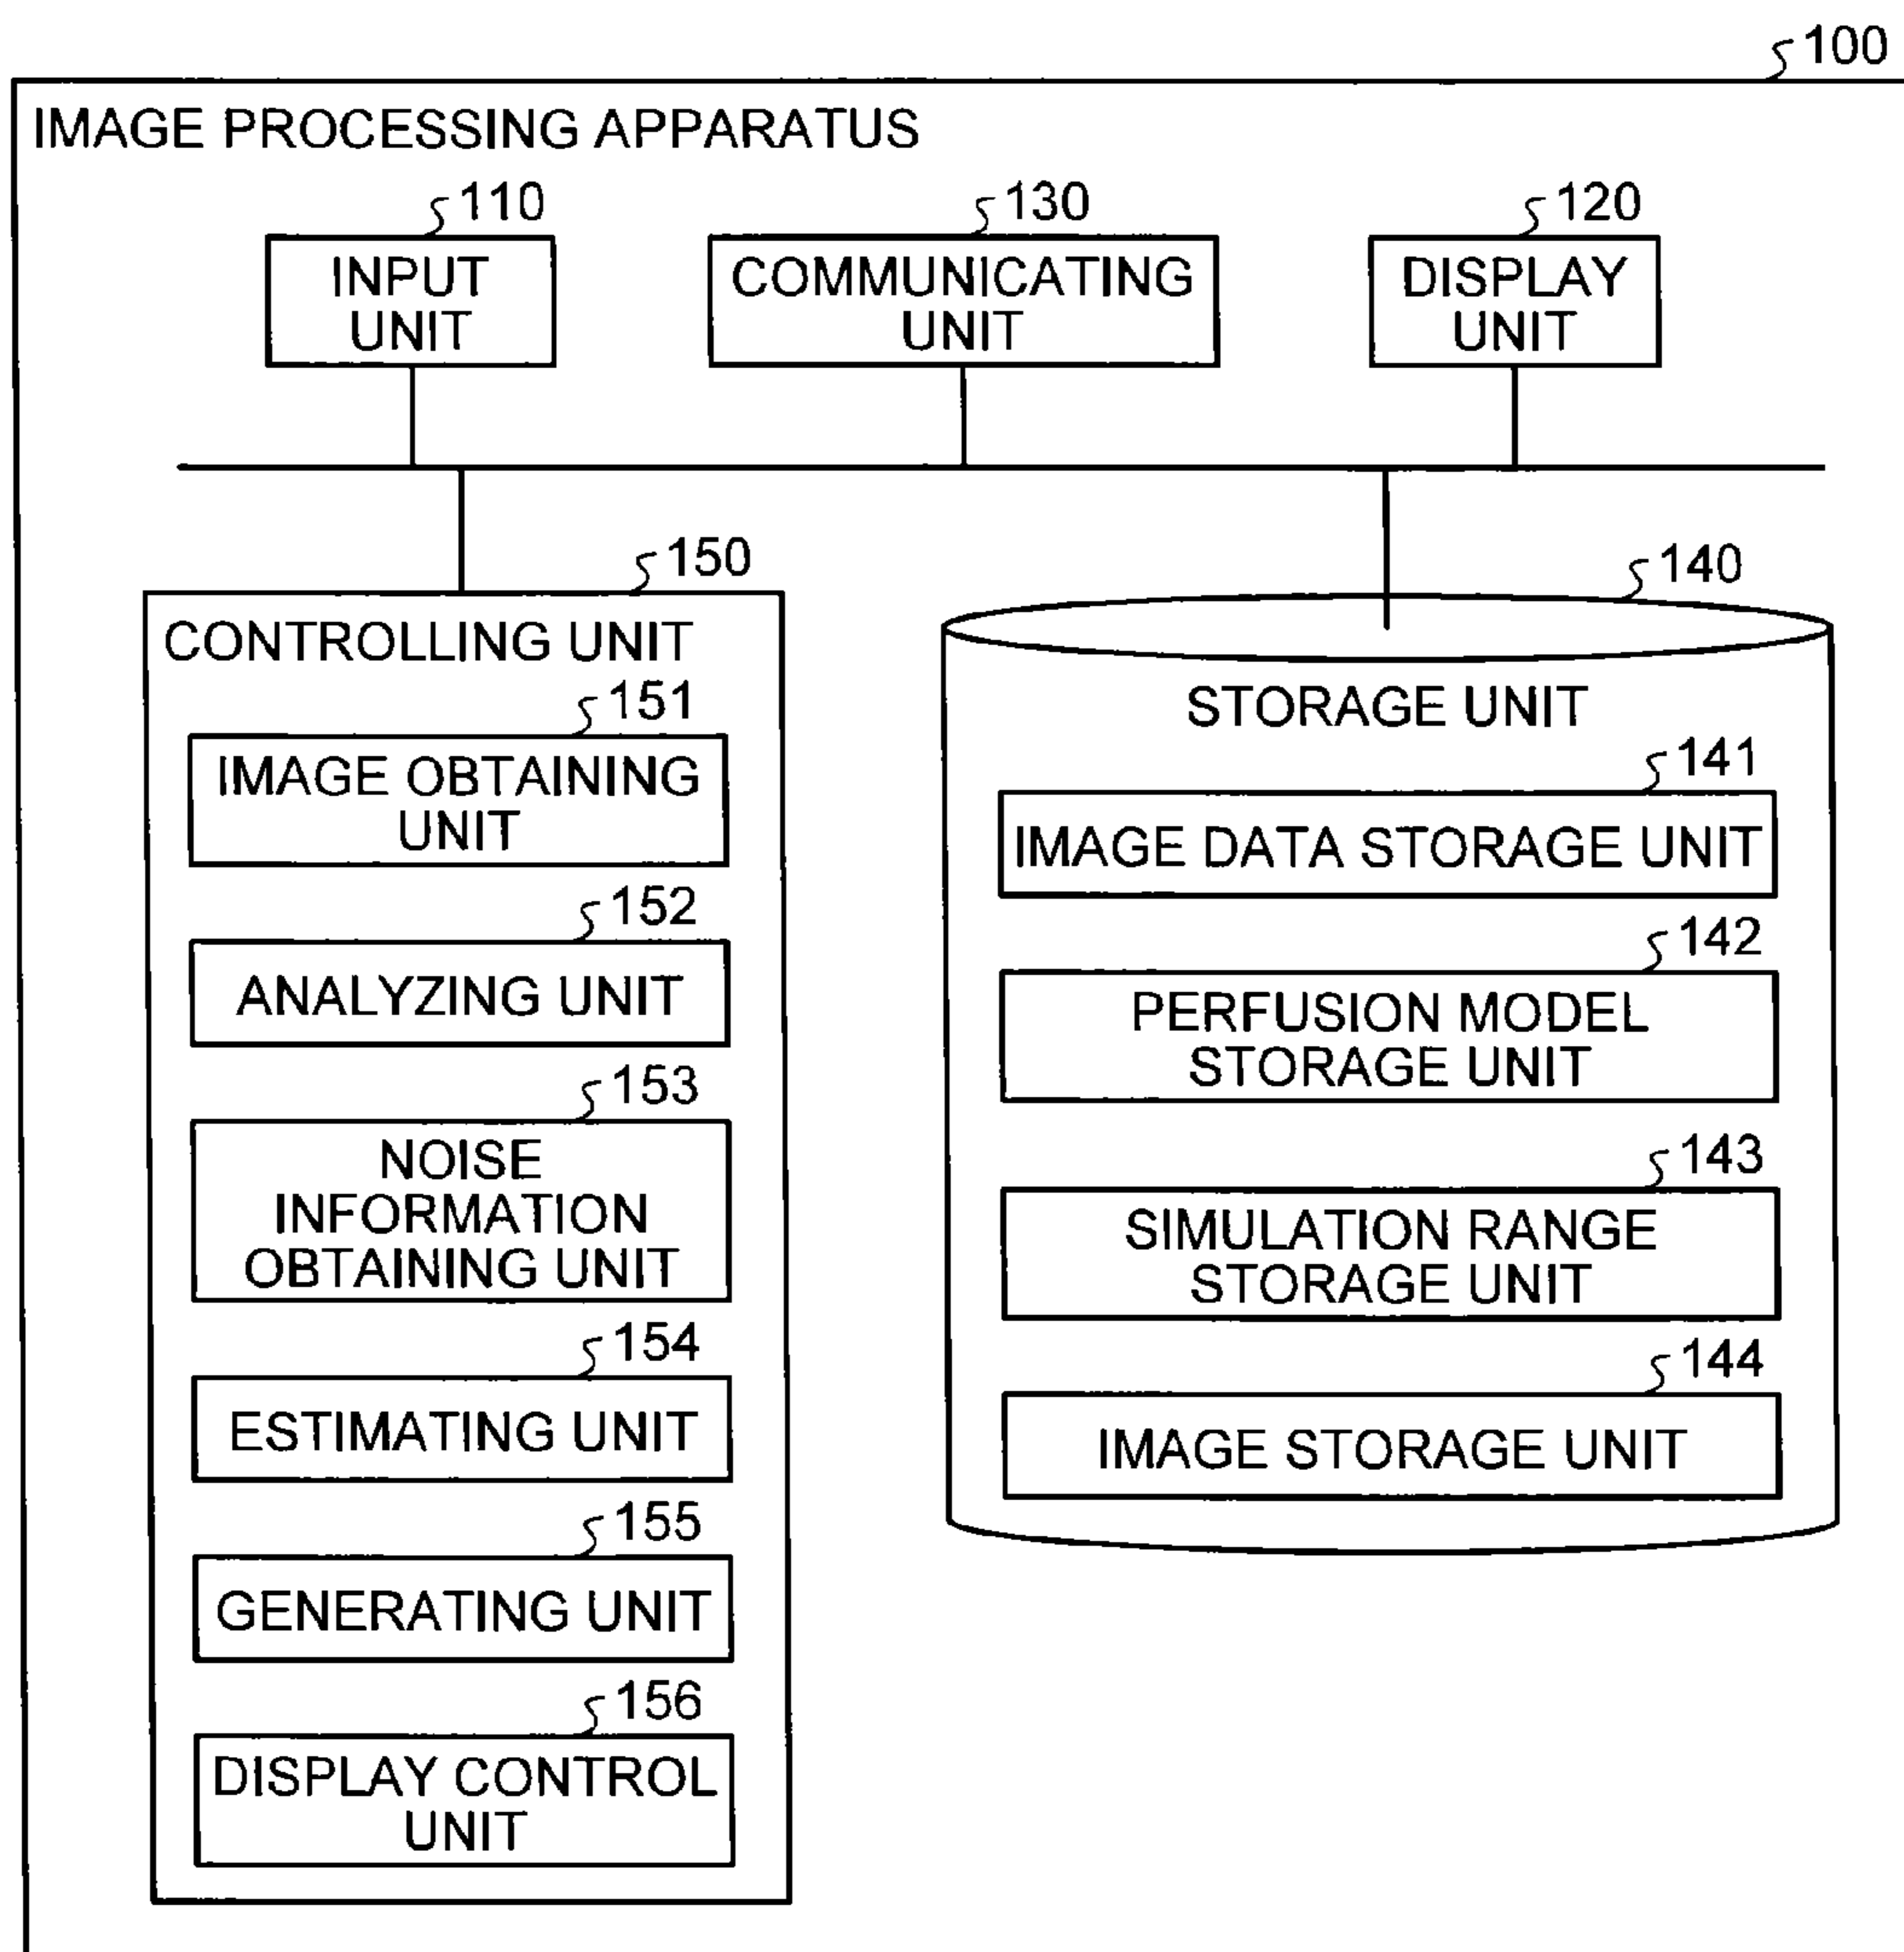 100
IMAGE PROCESSING APPARATUS
110
130
120
INPUT
UNIT
COMMUNICATING
UNIT
DISPLAY
UNIT
150
CONTROLLING UNIT
151
IMAGE OBTAINING
UNIT
152
ANALYZING UNIT
153
NOISE
INFORMATION
OBTAINING UNIT
154
ESTIMATING UNIT
155
GENERATING UNIT
156
DISPLAY CONTROL
UNIT
140
STORAGE UNIT
141
IMAGE DATA STORAGE UNIT
142
PERFUSION MODEL
STORAGE UNIT
143
SIMULATION RANGE
STORAGE UNIT
144
IMAGE STORAGE UNIT